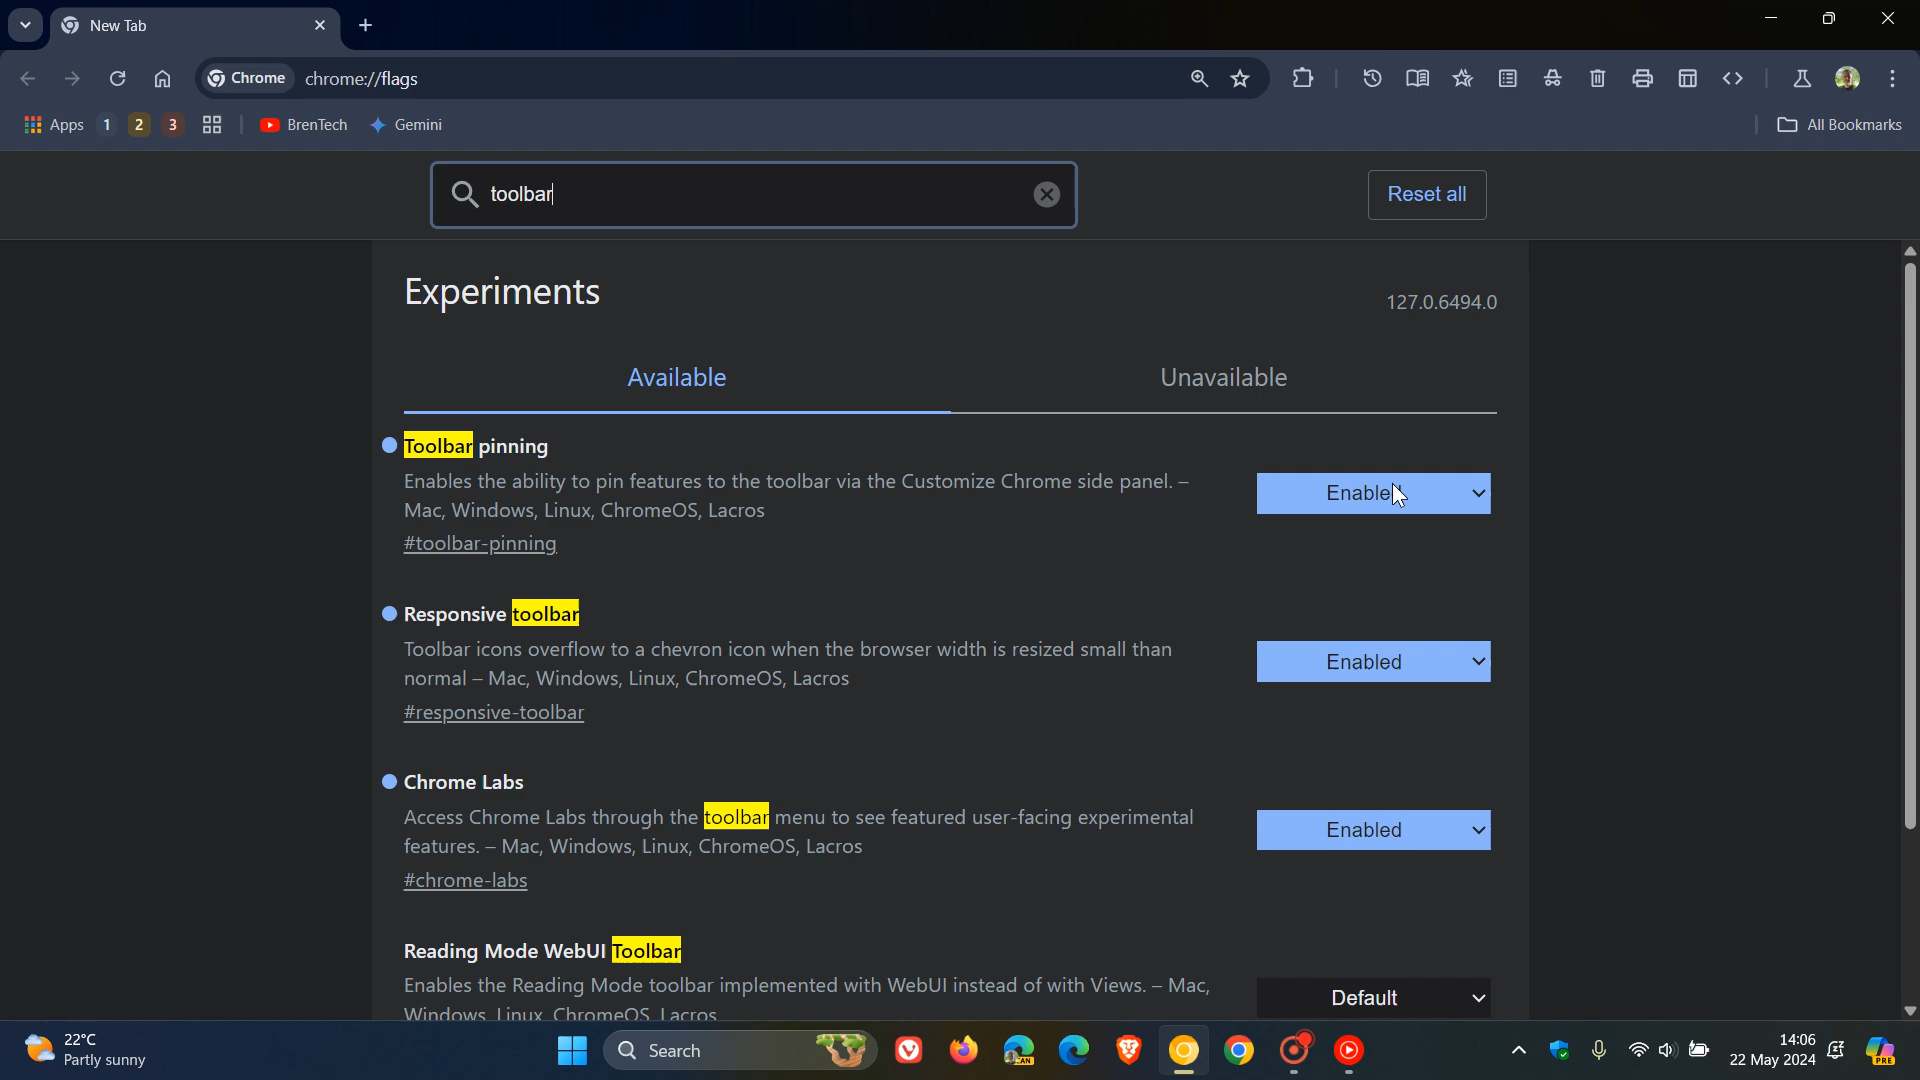 New Tab
Chrome chrome://flags
Apps 1 2 3 BrenTech Gemini All Bookmarks
toolbar
Reset all
Experiments
127.0.6494.0
Available
Unavailable
Toolbar pinning
Enables the ability to pin features to the toolbar via the Customize Chrome side panel. –
Mac, Windows, Linux, ChromeOS, Lacros
#toolbar-pinning
Enabled
Responsive toolbar
Toolbar icons overflow to a chevron icon when the browser width is resized small than
normal – Mac, Windows, Linux, ChromeOS, Lacros
#responsive-toolbar
Enabled
Chrome Labs
Access Chrome Labs through the toolbar menu to see featured user-facing experimental
features. – Mac, Windows, Linux, ChromeOS, Lacros
#chrome-labs
Enabled
Reading Mode WebUI Toolbar
Enables the Reading Mode toolbar implemented with WebUI instead of with Views. – Mac,
Windows, Linux, ChromeOS, Lacros
Default
22°C
Partly sunny
Search
CAN
14:06
22 May 2024
PRE